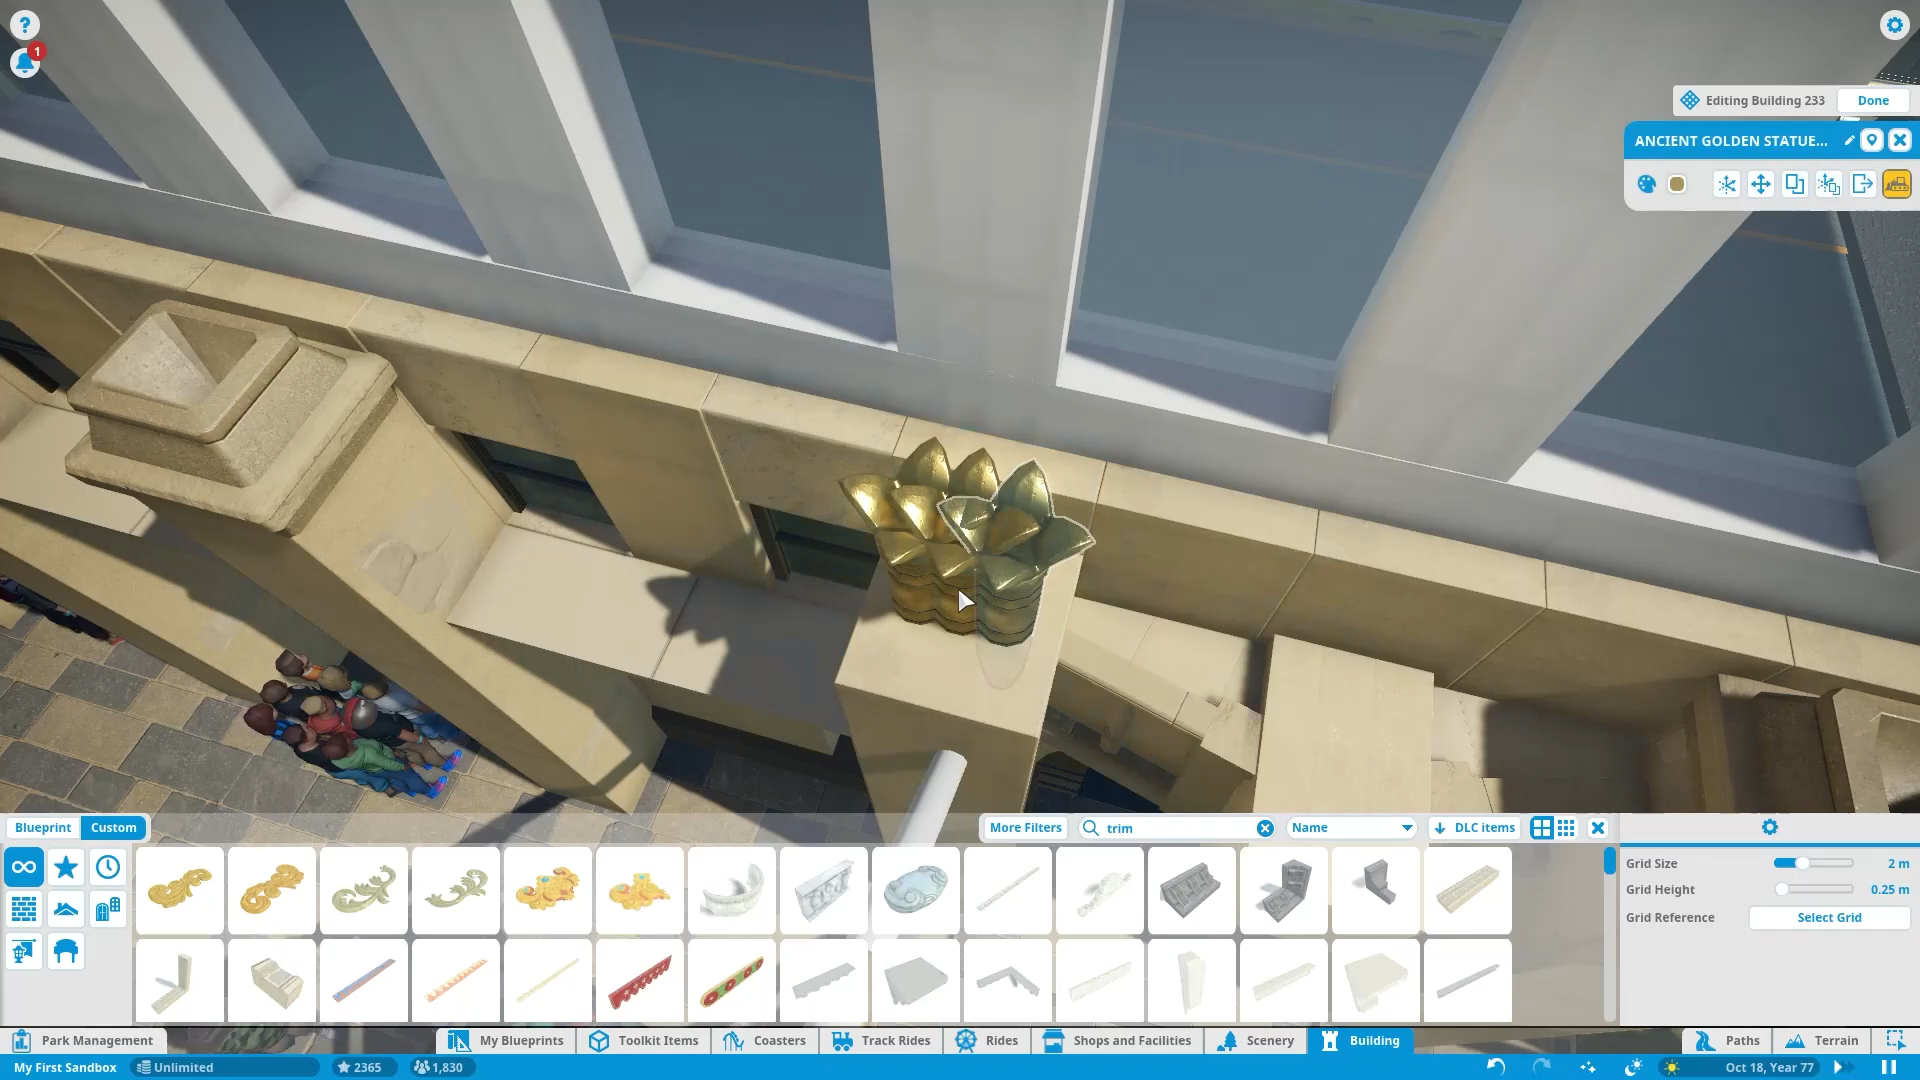 ?
1
Editing Building 233
Done
ANCIENT GOLDEN STATUE...
Blueprint
Custom
More Filters
trim
Name
DLC items
Grid Size
2 m
Grid Height
0.25 m
Grid Reference
Select Grid
Park Management
My Blueprints
Toolkit Items
Coasters
Track Rides
Rides
Shops and Facilities
Scenery
Building
Paths
Terrain
My First Sandbox
Unlimited
2365
1,830
Oct 18, Year 77